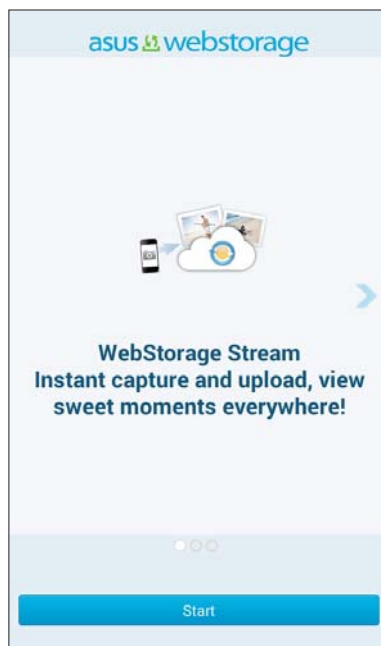 asus webstorage
WebStorage Stream
Instant capture and upload, view
sweet moments everywhere!
Start